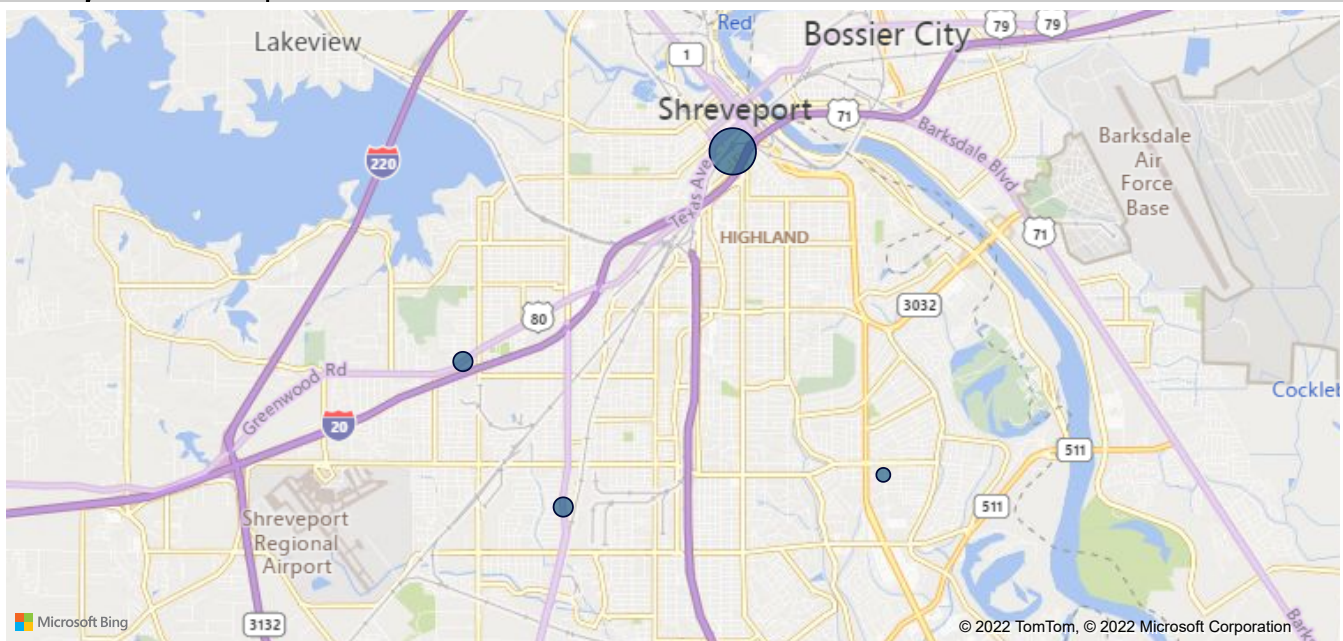 Lakeview
Red
Bossier City
79
79
1
Shreveport
71
Barksdale Blvd
Barksdale
Air
Force
Base
220
Texas Ave
HIGHLAND
71
3032
80
Greenwood Rd
20
Cockleb
511
511
Shreveport
Regional
Airport
3132
Barks
Microsoft Bing
© 2022 TomTom, © 2022 Microsoft Corporation